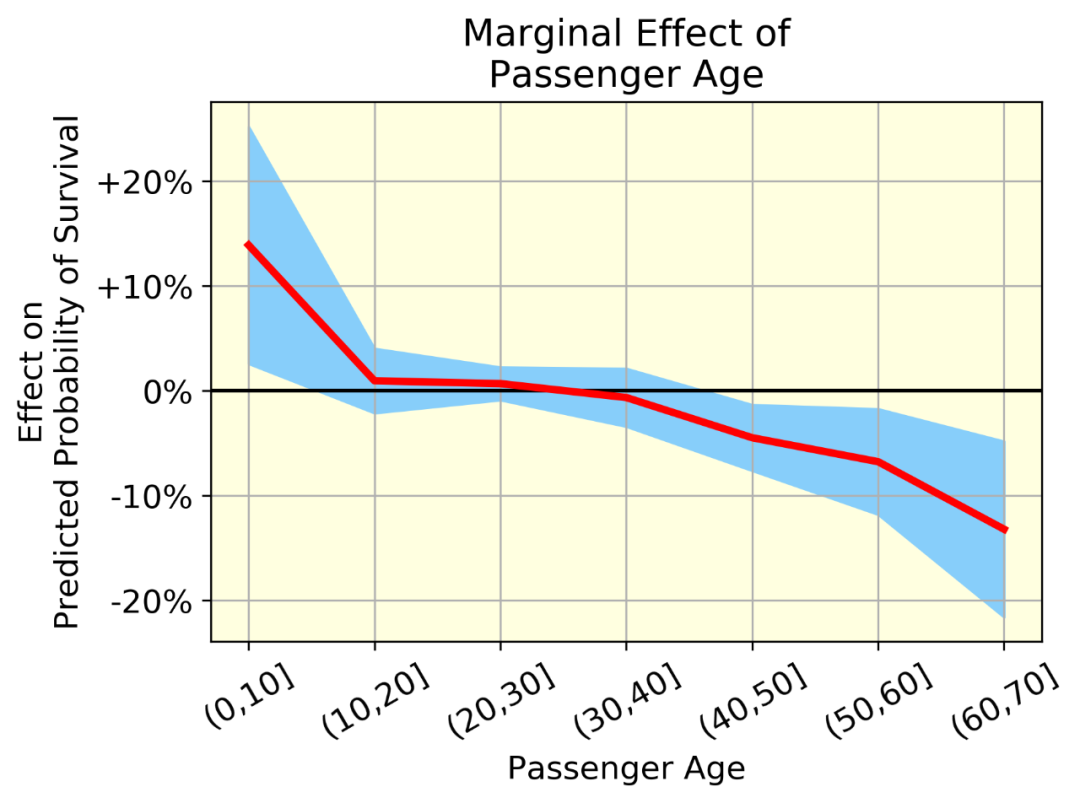 Marginal Effect of
Passenger Age
Effect on
Predicted Probability of Survival
+20%
+10%
0%
-10%
-20%
(0,10]
(10,20]
(20,30]
(30,40]
(40,50]
(50,60]
(60,70]
Passenger Age